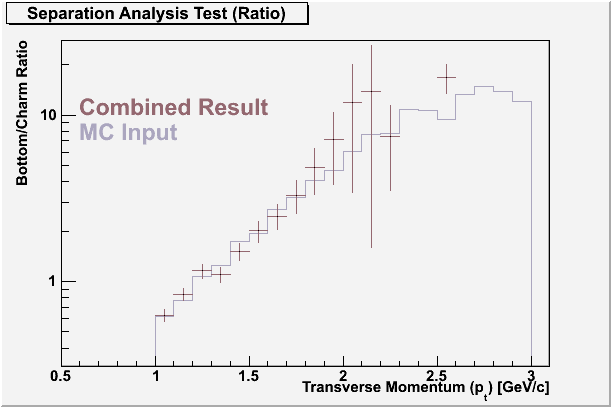 Separation Analysis Test (Ratio)
Bottom/Charm Ratio
Combined Result
MC Input
10
1
0.5 1 1.5 2 2.5 3
Transverse Momentum (pt) [GeV/c]